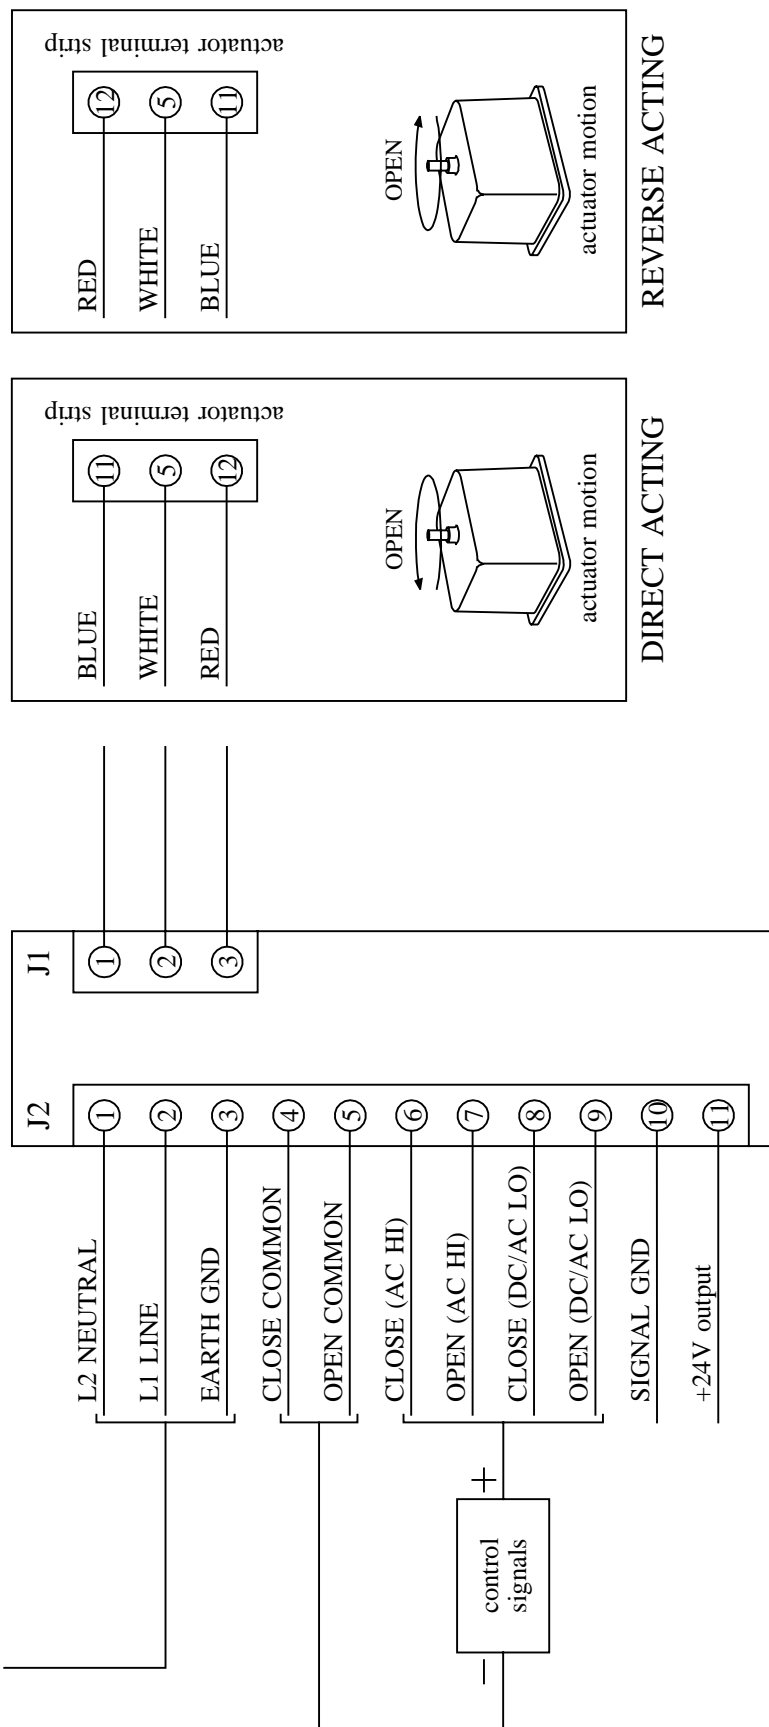 J2
1 L2 NEUTRAL
2 L1 LINE
3 EARTH GND
4 CLOSE COMMON
5 OPEN COMMON
6 CLOSE (AC HI)
7 OPEN (AC HI)
8 CLOSE (DC/AC LO)
9 OPEN (DC/AC LO)
10 SIGNAL GND
11 +24V output
+
control
signals
−
J1
1
2
3
BLUE 11
WHITE 5
RED 12
actuator terminal strip
OPEN
actuator motion
DIRECT ACTING
RED 12
WHITE 5
BLUE 11
actuator terminal strip
OPEN
actuator motion
REVERSE ACTING